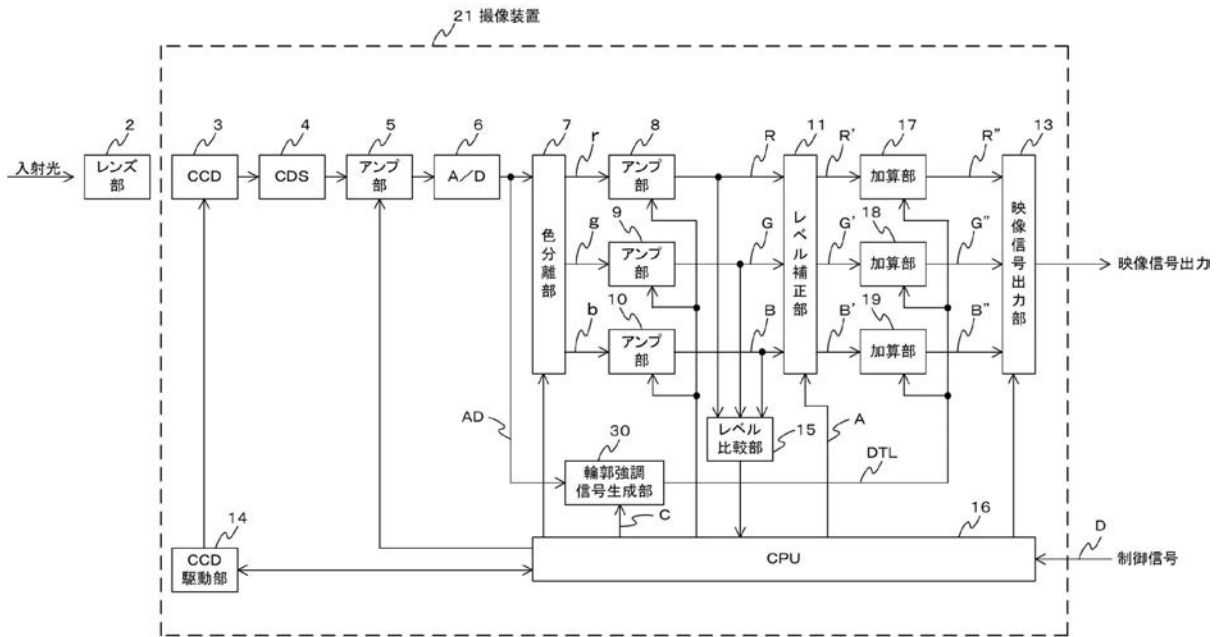 21 撮像装置
2
3
4
5
6
7
8
11
17
13
入射光
レンズ
部
CCD
CDS
アンプ
部
A/D
色分離部
r
アンプ
部
R
レベル補正部
R'
加算部
R"
映像信号出力部
9
18
g
アンプ
部
G
G'
加算部
G"
映像信号出力
10
19
b
アンプ
部
B
B'
加算部
B"
AD
30
レベル
比較部
15
A
輪郭強調
信号生成部
DTL
C
14
16
CCD
駆動部
CPU
D
制御信号